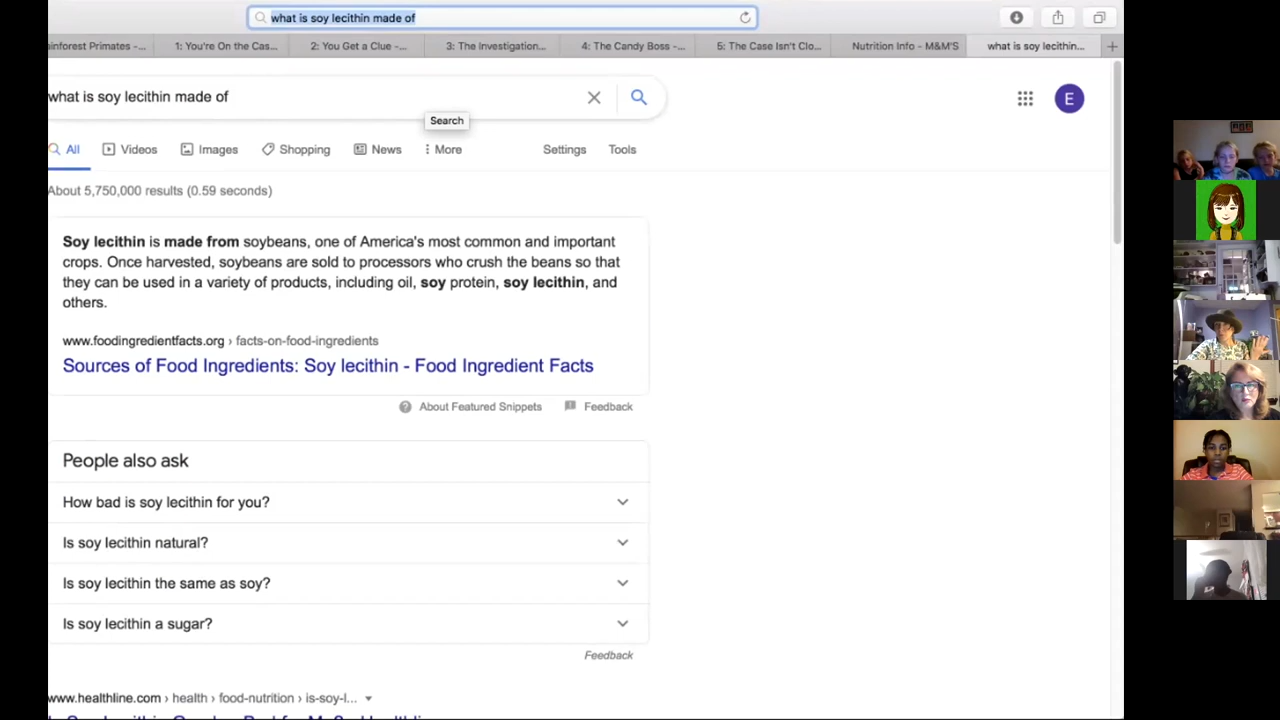 what is soy lecithin made of
ainforest Primates -... 1: You're On the Cas... 2: You Get a Clue -... 3: The Investigation... 4: The Candy Boss -... 5: The Case Isn't Clo... Nutrition Info - M&M'S what is soy lecithin...
what is soy lecithin made of
Search
All Videos Images Shopping News More Settings Tools
E
About 5,750,000 results (0.59 seconds)
Soy lecithin is made from soybeans, one of America's most common and important
crops. Once harvested, soybeans are sold to processors who crush the beans so that
they can be used in a variety of products, including oil, soy protein, soy lecithin, and
others.
www.foodingredientfacts.org › facts-on-food-ingredients
Sources of Food Ingredients: Soy lecithin - Food Ingredient Facts
About Featured Snippets Feedback
People also ask
How bad is soy lecithin for you?
Is soy lecithin natural?
Is soy lecithin the same as soy?
Is soy lecithin a sugar?
Feedback
www.healthline.com › health › food-nutrition › is-soy-l...